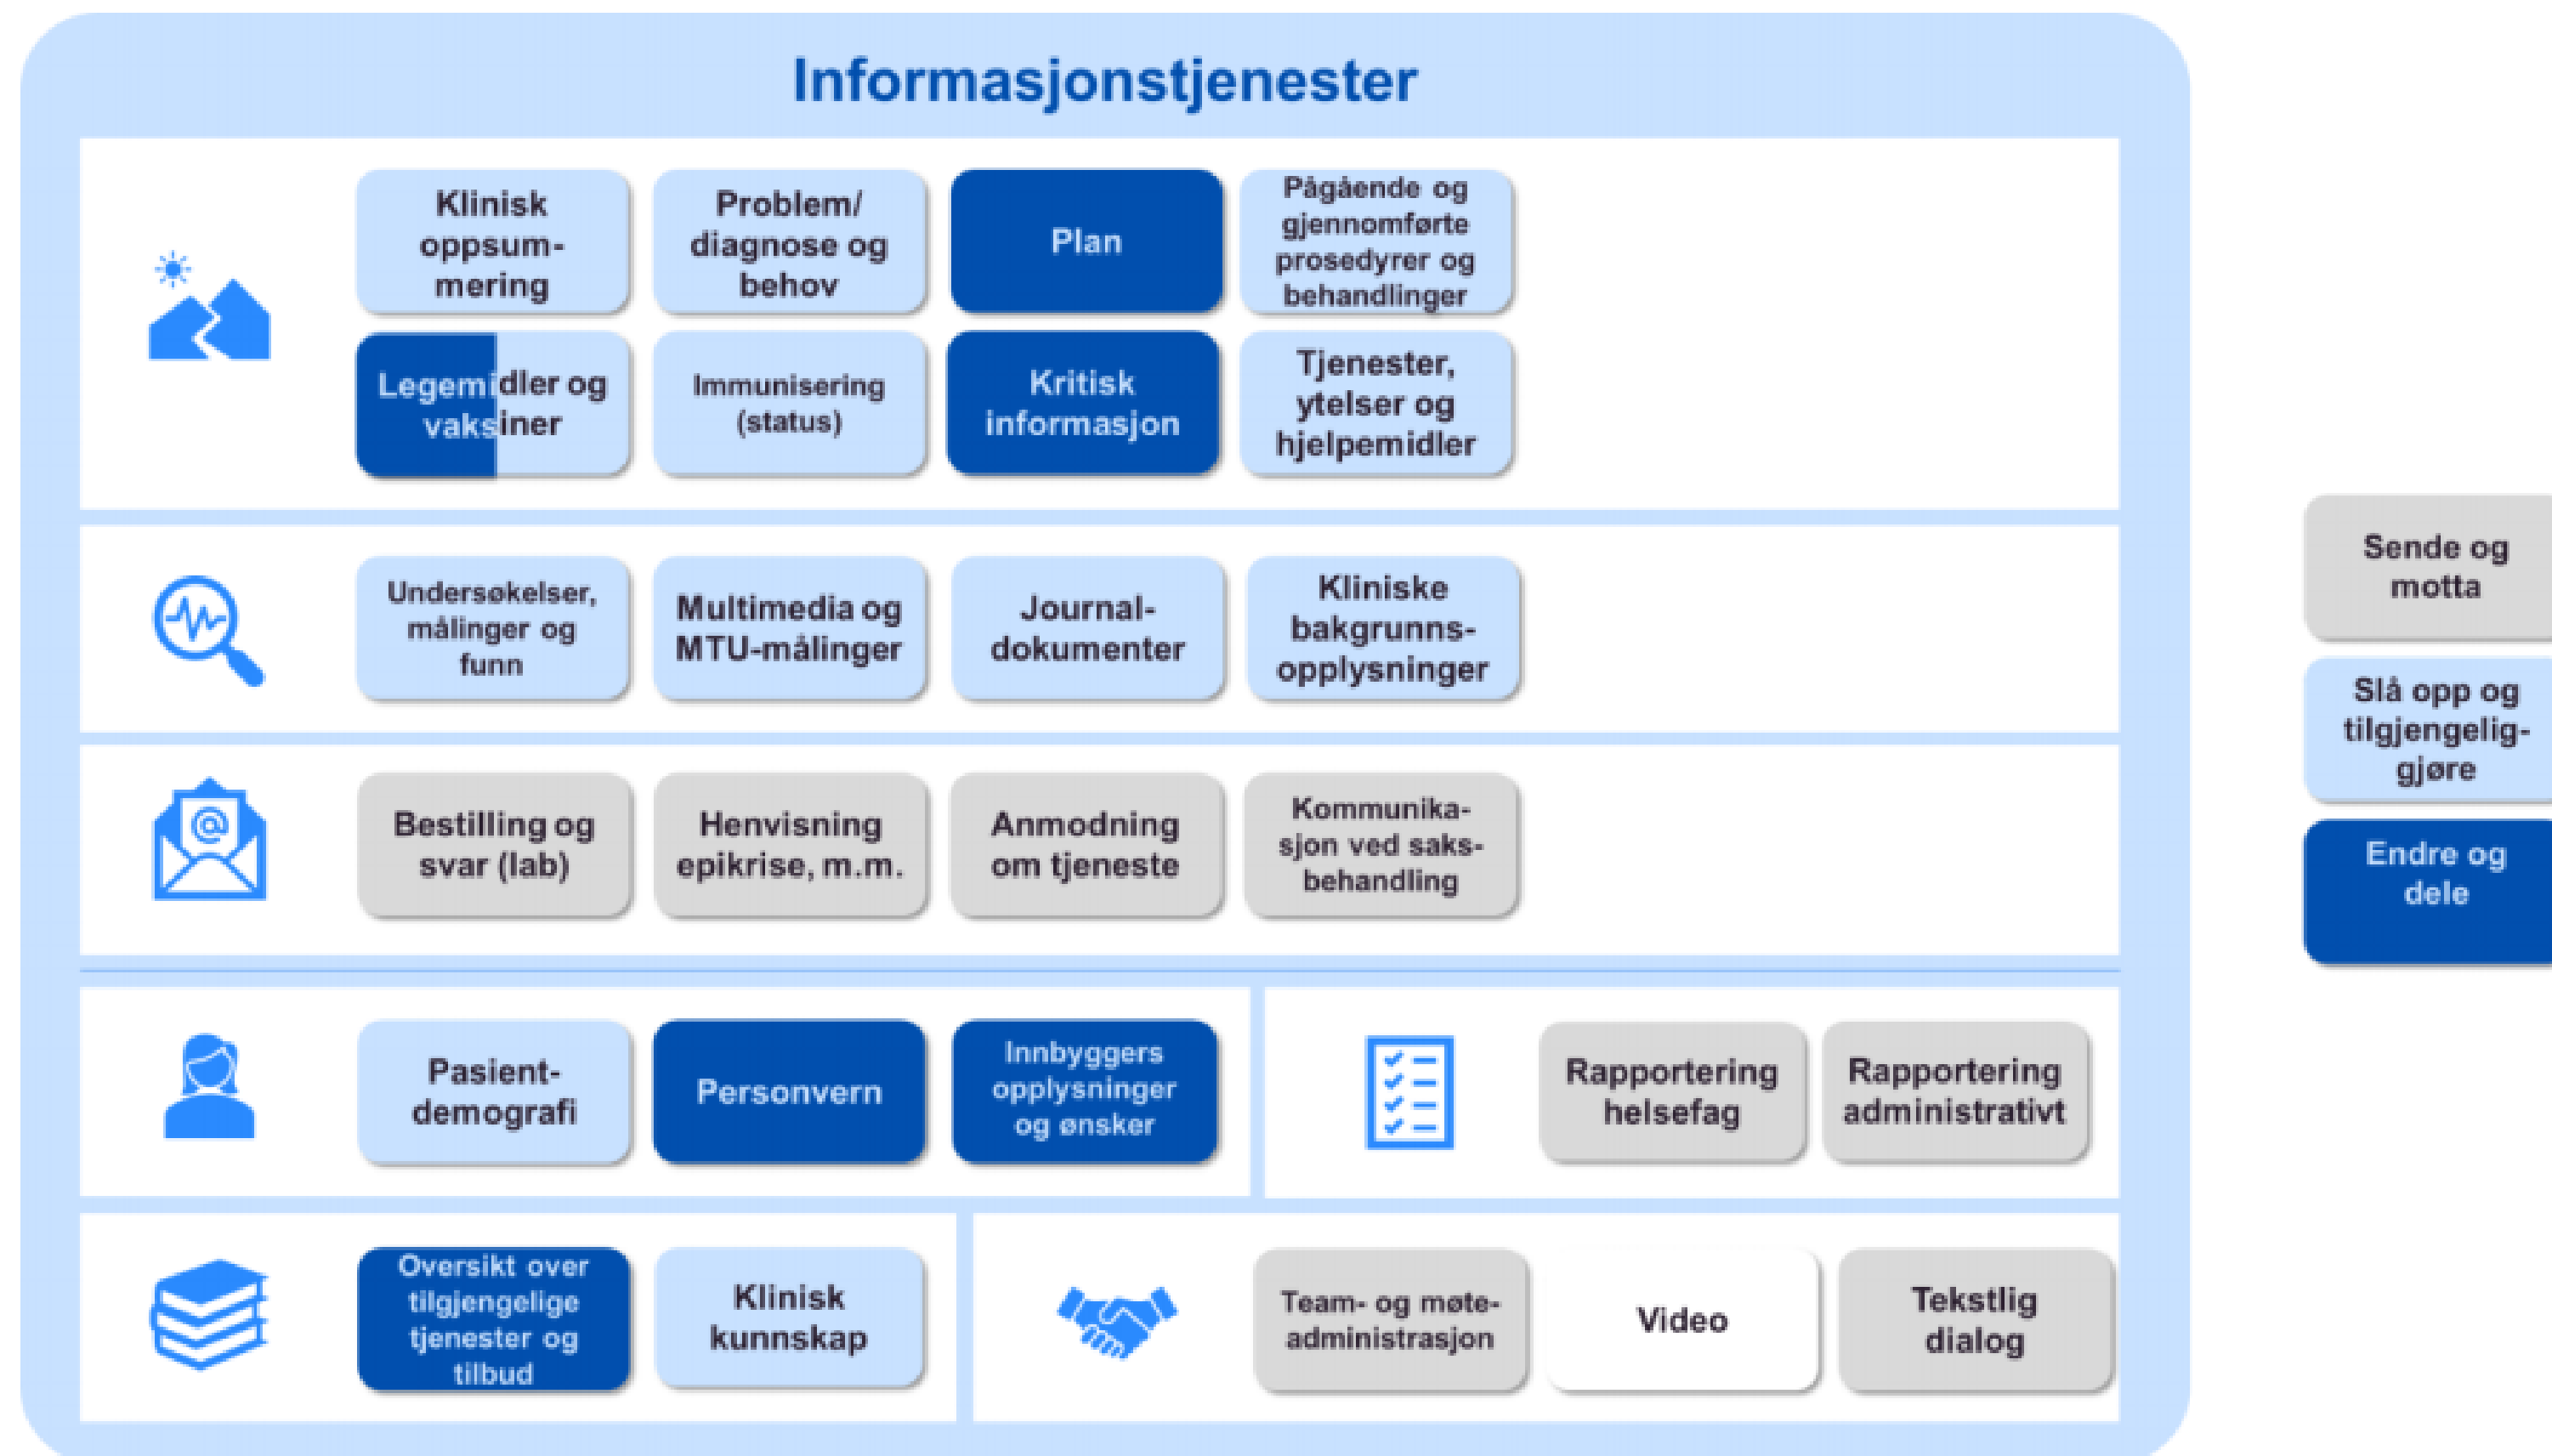 Informasjonstjenester
Klinisk
oppsum-
mering
Problem/
diagnose og
behov
Plan
Pågående og
gjennomførte
prosedyrer og
behandlinger
Legemidler og
vaksiner
Immunisering
(status)
Kritisk
informasjon
Tjenester,
ytelser og
hjelpemidler
Undersøkelser,
målinger og
funn
Multimedia og
MTU-målinger
Journal-
dokumenter
Kliniske
bakgrunns-
opplysninger
@
Bestilling og
svar (lab)
Henvisning
epikrise, m.m.
Anmodning
om tjeneste
Kommunika-
sjon ved saks-
behandling
Pasient-
demografi
Personvern
Innbyggers
opplysninger
og ønsker
Rapportering
helsefag
Rapportering
administrativt
Oversikt over
tilgjengelige
tjenester og
tilbud
Klinisk
kunnskap
Team- og møte-
administrasjon
Video
Tekstlig
dialog
Sende og
motta
Slå opp og
tilgjengelig-
gjøre
Endre og
dele